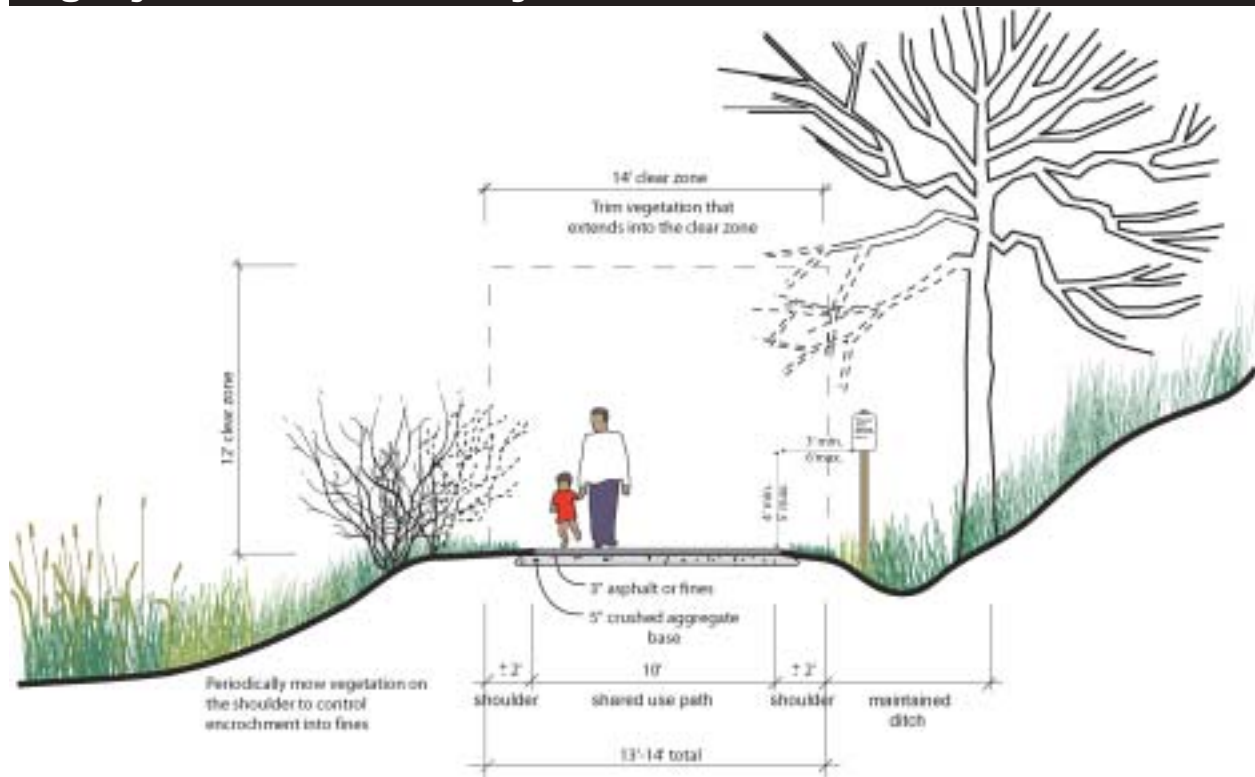 14' clear zone
Trim vegetation that
extends into the clear zone
12' clear zone
3' min.
6' max.
4' min.
5' max.
3" asphalt or fines
5" crushed aggregate
base
± 2'
10'
± 2'
shoulder
shared use path
shoulder
maintained
ditch
Periodically mow vegetation on
the shoulder to control
encrochment into fines
13'-14' total